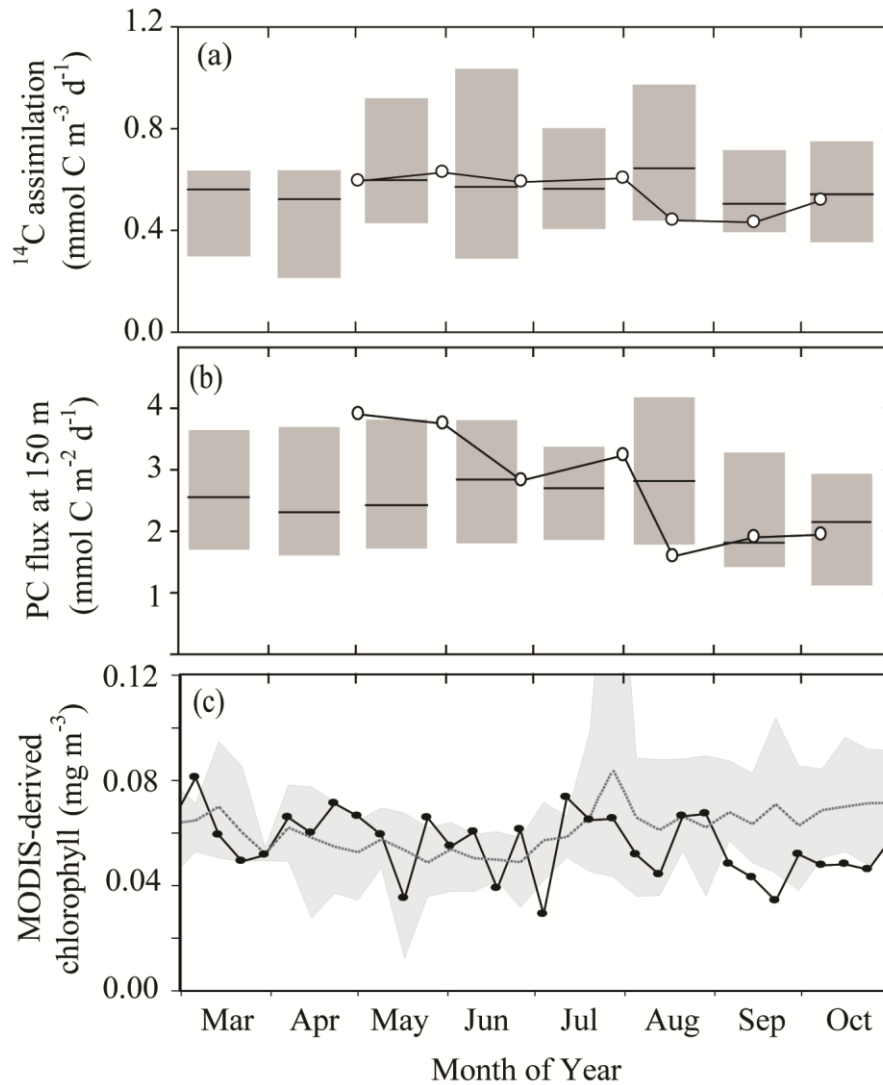 (a)
1.2
0.8
0.4
0.0
¹⁴C assimilation
(mmol C m⁻³ d⁻¹)
(b)
4
3
2
1
PC flux at 150 m
(mmol C m⁻² d⁻¹)
(c)
0.12
0.08
0.04
0.00
MODIS-derived
chlorophyll (mg m⁻³)
Mar Apr May Jun Jul Aug Sep Oct
Month of Year